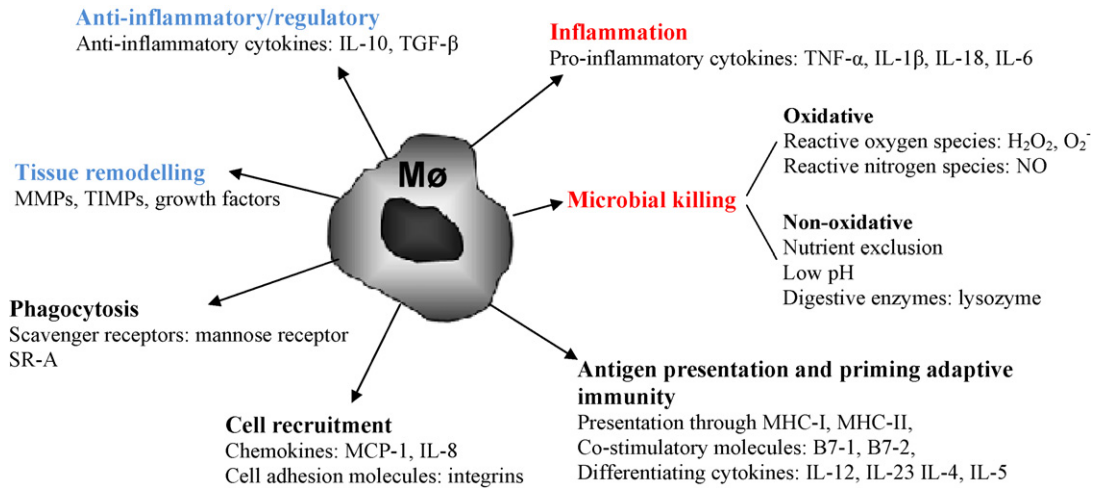 Anti-inflammatory/regulatory
Anti-inflammatory cytokines: IL-10, TGF-β
Inflammation
Pro-inflammatory cytokines: TNF-α, IL-1β, IL-18, IL-6
Oxidative
Reactive oxygen species: H₂O₂, O₂⁻
Reactive nitrogen species: NO
Tissue remodelling
MMPs, TIMPs, growth factors
Mø
Microbial killing
Non-oxidative
Nutrient exclusion
Low pH
Digestive enzymes: lysozyme
Phagocytosis
Scavenger receptors: mannose receptor
SR-A
Antigen presentation and priming adaptive
immunity
Presentation through MHC-I, MHC-II,
Co-stimulatory molecules: B7-1, B7-2,
Differentiating cytokines: IL-12, IL-23 IL-4, IL-5
Cell recruitment
Chemokines: MCP-1, IL-8
Cell adhesion molecules: integrins